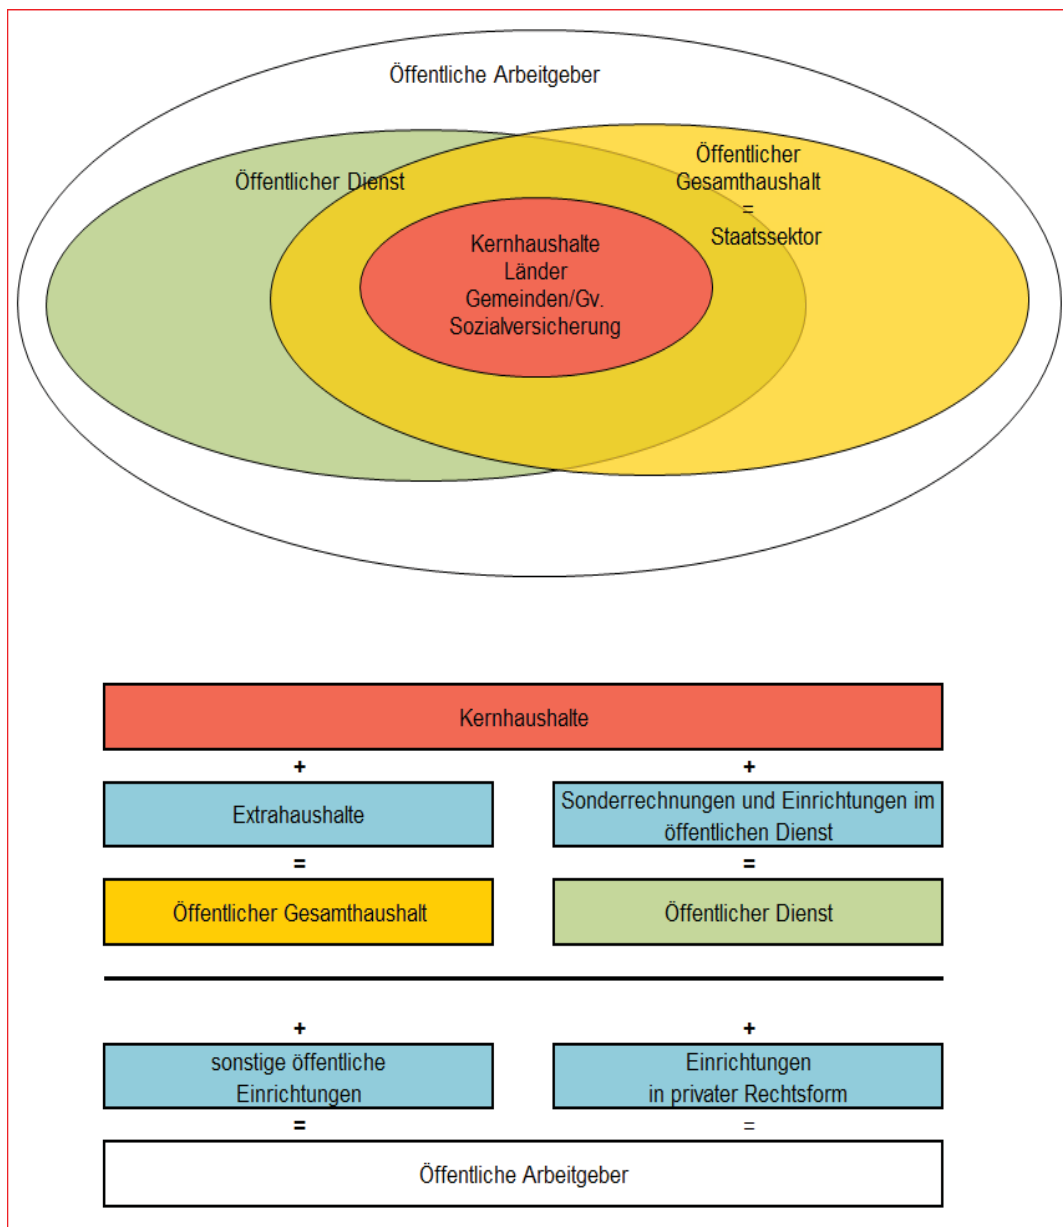 Öffentliche Arbeitgeber
Öffentlicher Dienst
Öffentlicher
Gesamthaushalt
=
Staatssektor
Kernhaushalte
Länder
Gemeinden/Gv.
Sozialversicherung
Kernhaushalte
+ +
Extrahaushalte
Sonderrechnungen und Einrichtungen im
öffentlichen Dienst
= =
Öffentlicher Gesamthaushalt
Öffentlicher Dienst
+ +
sonstige öffentliche
Einrichtungen
Einrichtungen
in privater Rechtsform
= =
Öffentliche Arbeitgeber